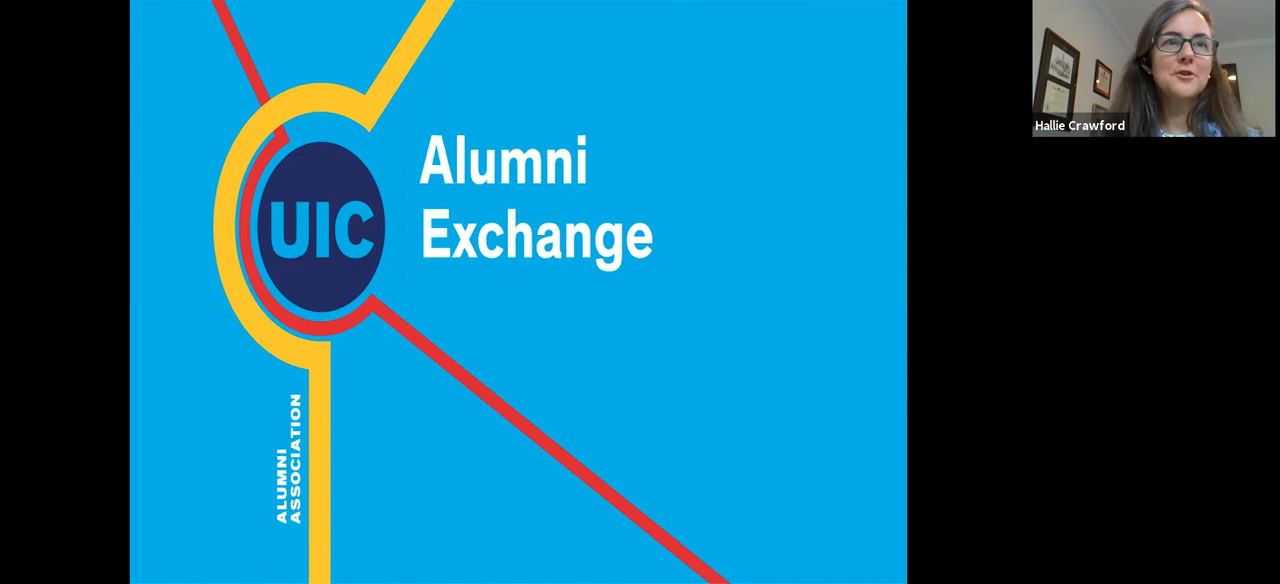 UIC
Alumni
Exchange
ALUMNI
ASSOCIATION
Hallie Crawford